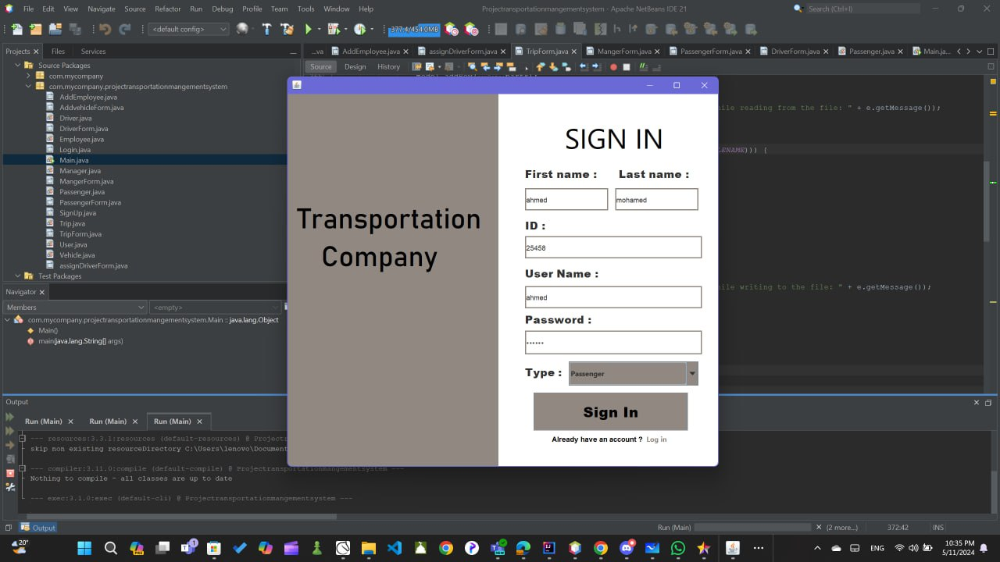 File Edit View Navigate Source Refactor Run Debug Profile Team Tools Window Help
Projectransportationmangementsystem - Apache NetBeans IDE 21
Search (Ctrl+I)
<default config>
377.4/454.0MB
Projects Files Services
...va AddEmployee.java assignDriverForm.java TripForm.java MangerForm.java PassengerForm.java DriverForm.java Passenger.java Main.ja...
Source Design History
Source Packages
com.mycompany
com.mycompany.projectransportationmangementsystem
AddEmployee.java
AddvehicleForm.java
Driver.java
DriverForm.java
Employee.java
Login.java
Main.java
Manager.java
MangerForm.java
Passenger.java
PassengerForm.java
SignUp.java
Trip.java
TripForm.java
User.java
Vehicle.java
assignDriverForm.java
Test Packages
Navigator
Members <empty>
com.mycompany.projectransportationmangementsystem.Main :: java.lang.Object
Main()
main(java.lang.String[] args)
hile reading from the file: " + e.getMessage());
LENAME))) {
hile writing to the file: " + e.getMessage());
Transportation
Company
SIGN IN
First name : Last name :
ahmed mohamed
ID :
25458
User Name :
ahmed
Password :
......
Type : Passenger
Sign In
Already have an account ? Log in
Output
Run (Main) Run (Main) Run (Main)
--- resources:3.3.1:resources (default-resources) @ Project
skip non existing resourceDirectory C:\Users\lenovo\Document
--- compiler:3.11.0:compile (default-compile) @ Projectransportationmangementsystem ---
Nothing to compile - all classes are up to date
--- exec:3.1.0:exec (default-cli) @ Projectransportationmangementsystem ---
Output
Run (Main) (2 more...) 372:42 INS
20°
ENG
10:35 PM
5/11/2024